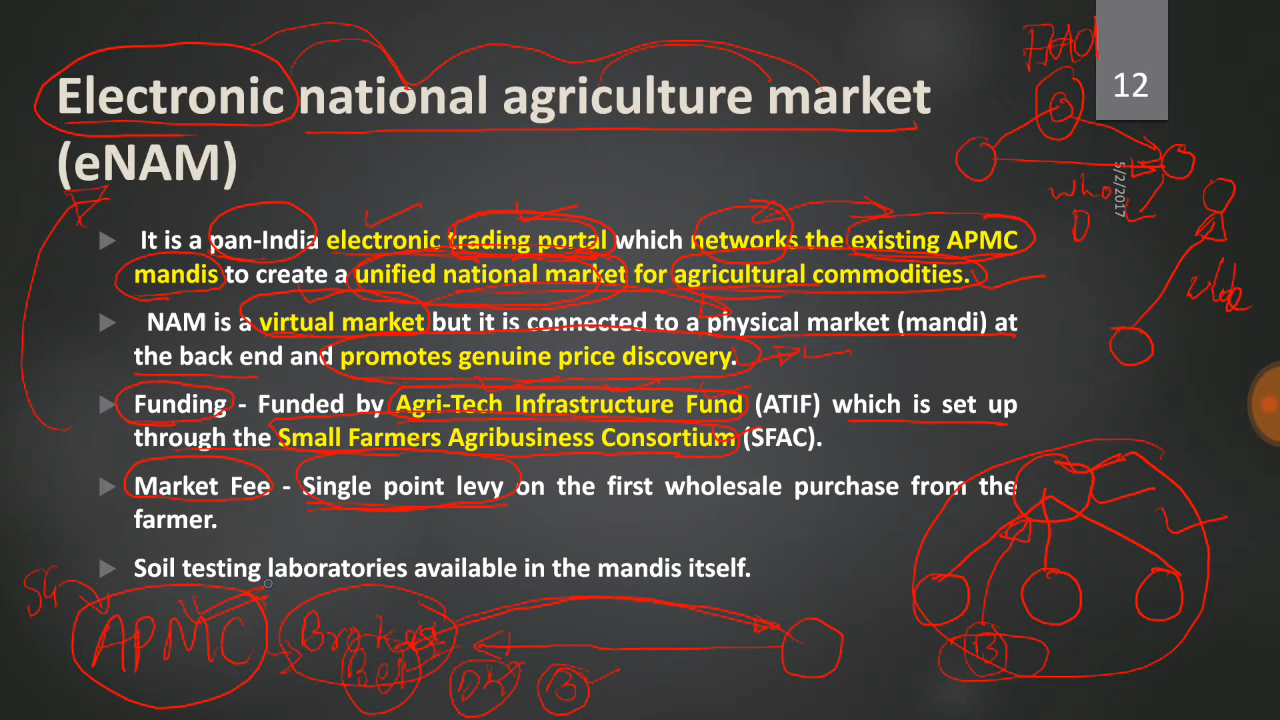 12
Electronic national agriculture market
(eNAM)
5/2/2017
It is a pan-India electronic trading portal which networks the existing APMC
mandis to create a unified national market for agricultural commodities.
NAM is a virtual market but it is connected to a physical market (mandi) at
the back end and promotes genuine price discovery.
Funding - Funded by Agri-Tech Infrastructure Fund (ATIF) which is set up
through the Small Farmers Agribusiness Consortium (SFAC).
Market Fee - Single point levy on the first wholesale purchase from the
farmer.
Soil testing laboratories available in the mandis itself.
SG
APMC
B